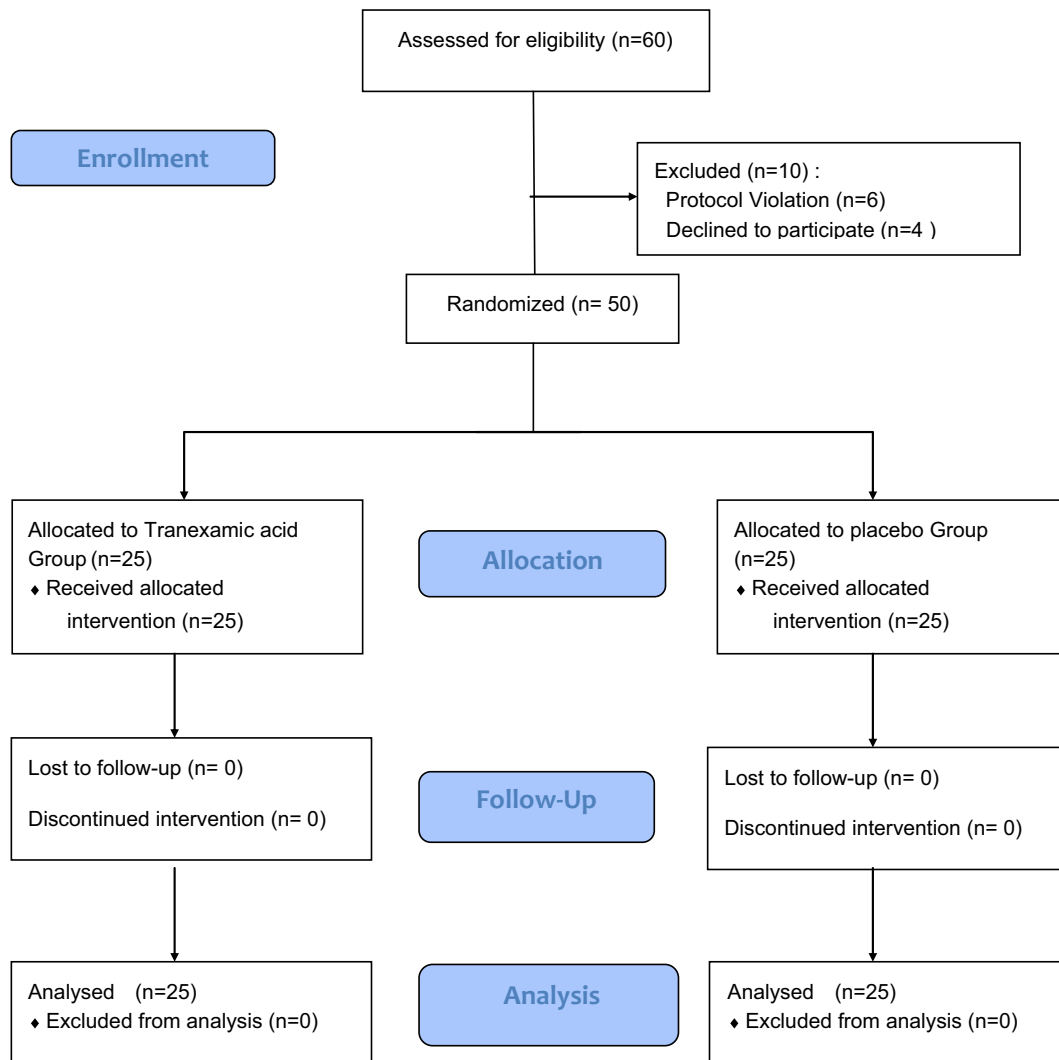 Assessed for eligibility (n=60)
Enrollment
Excluded (n=10) :
Protocol Violation (n=6)
Declined to participate (n=4 )
Randomized (n= 50)
Allocated to Tranexamic acid
Group (n=25)
♦ Received allocated
intervention (n=25)
Allocation
Allocated to placebo Group
(n=25)
♦ Received allocated
intervention (n=25)
Lost to follow-up (n= 0)
Discontinued intervention (n= 0)
Follow-Up
Lost to follow-up (n= 0)
Discontinued intervention (n= 0)
Analysed (n=25)
♦ Excluded from analysis (n=0)
Analysis
Analysed (n=25)
♦ Excluded from analysis (n=0)